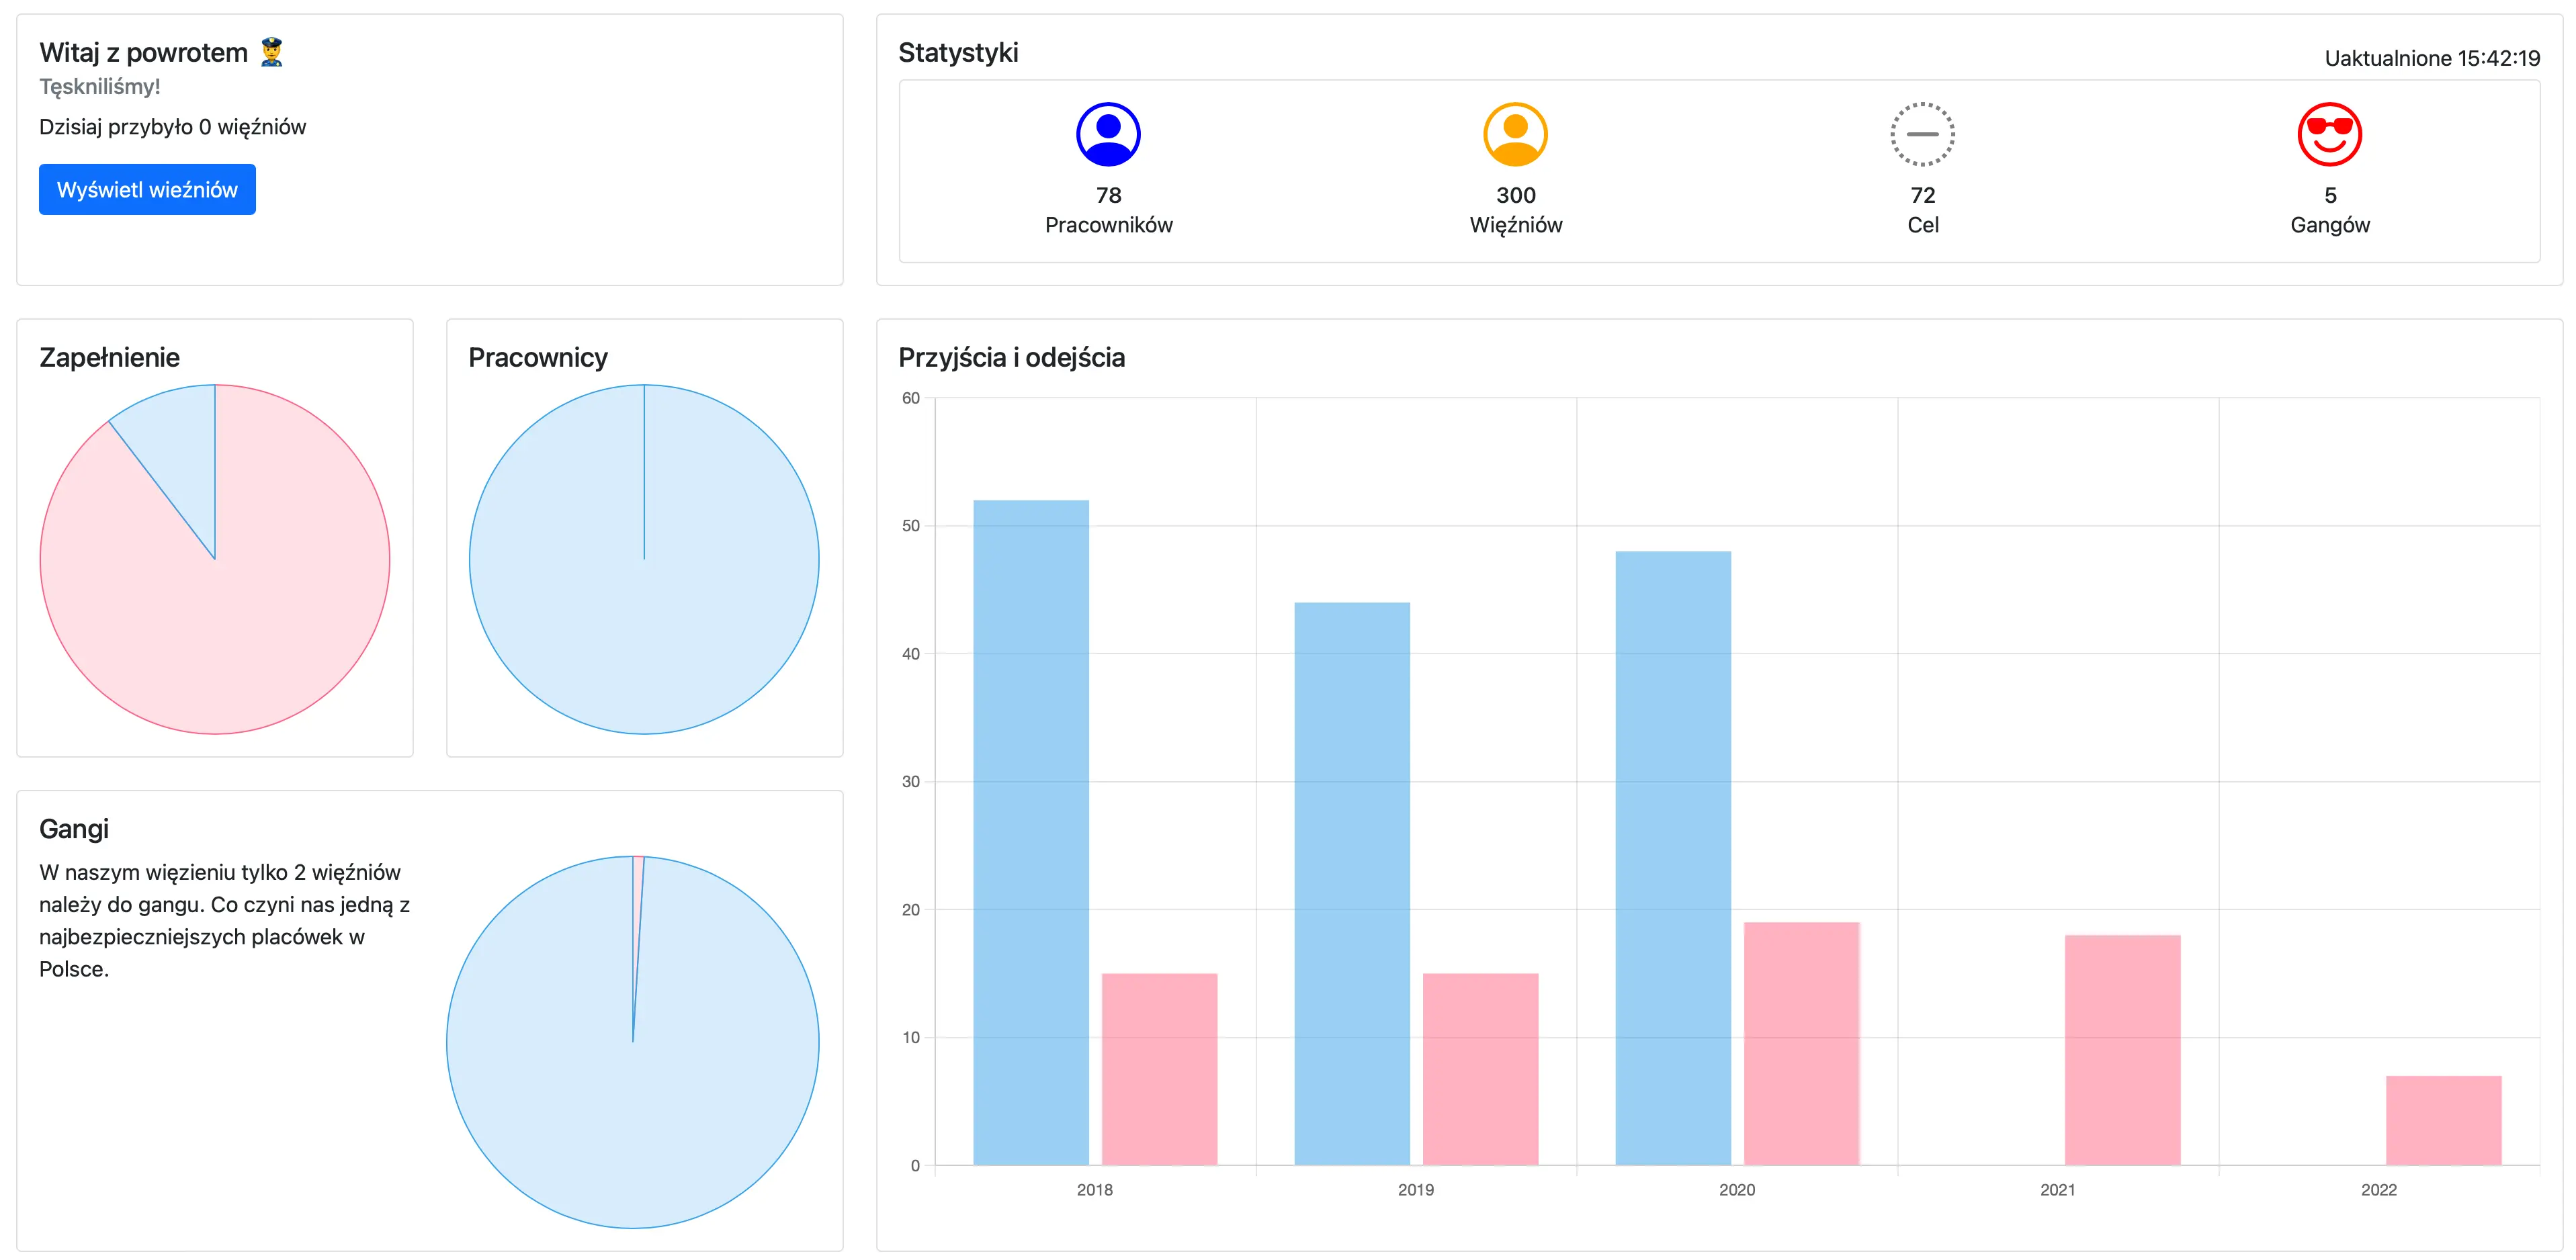 Witaj z powrotem 👮
Tęskniliśmy!
Dzisiaj przybyło 0 więźniów
Wyświetl wieźniów
Statystyki
Uaktualnione 15:42:19
78
Pracowników
300
Więźniów
72
Cel
5
Gangów
Zapełnienie
Pracownicy
Gangi
W naszym więzieniu tylko 2 więźniów
należy do gangu. Co czyni nas jedną z
najbezpieczniejszych placówek w
Polsce.
Przyjścia i odejścia
60
50
40
30
20
10
0
2018
2019
2020
2021
2022